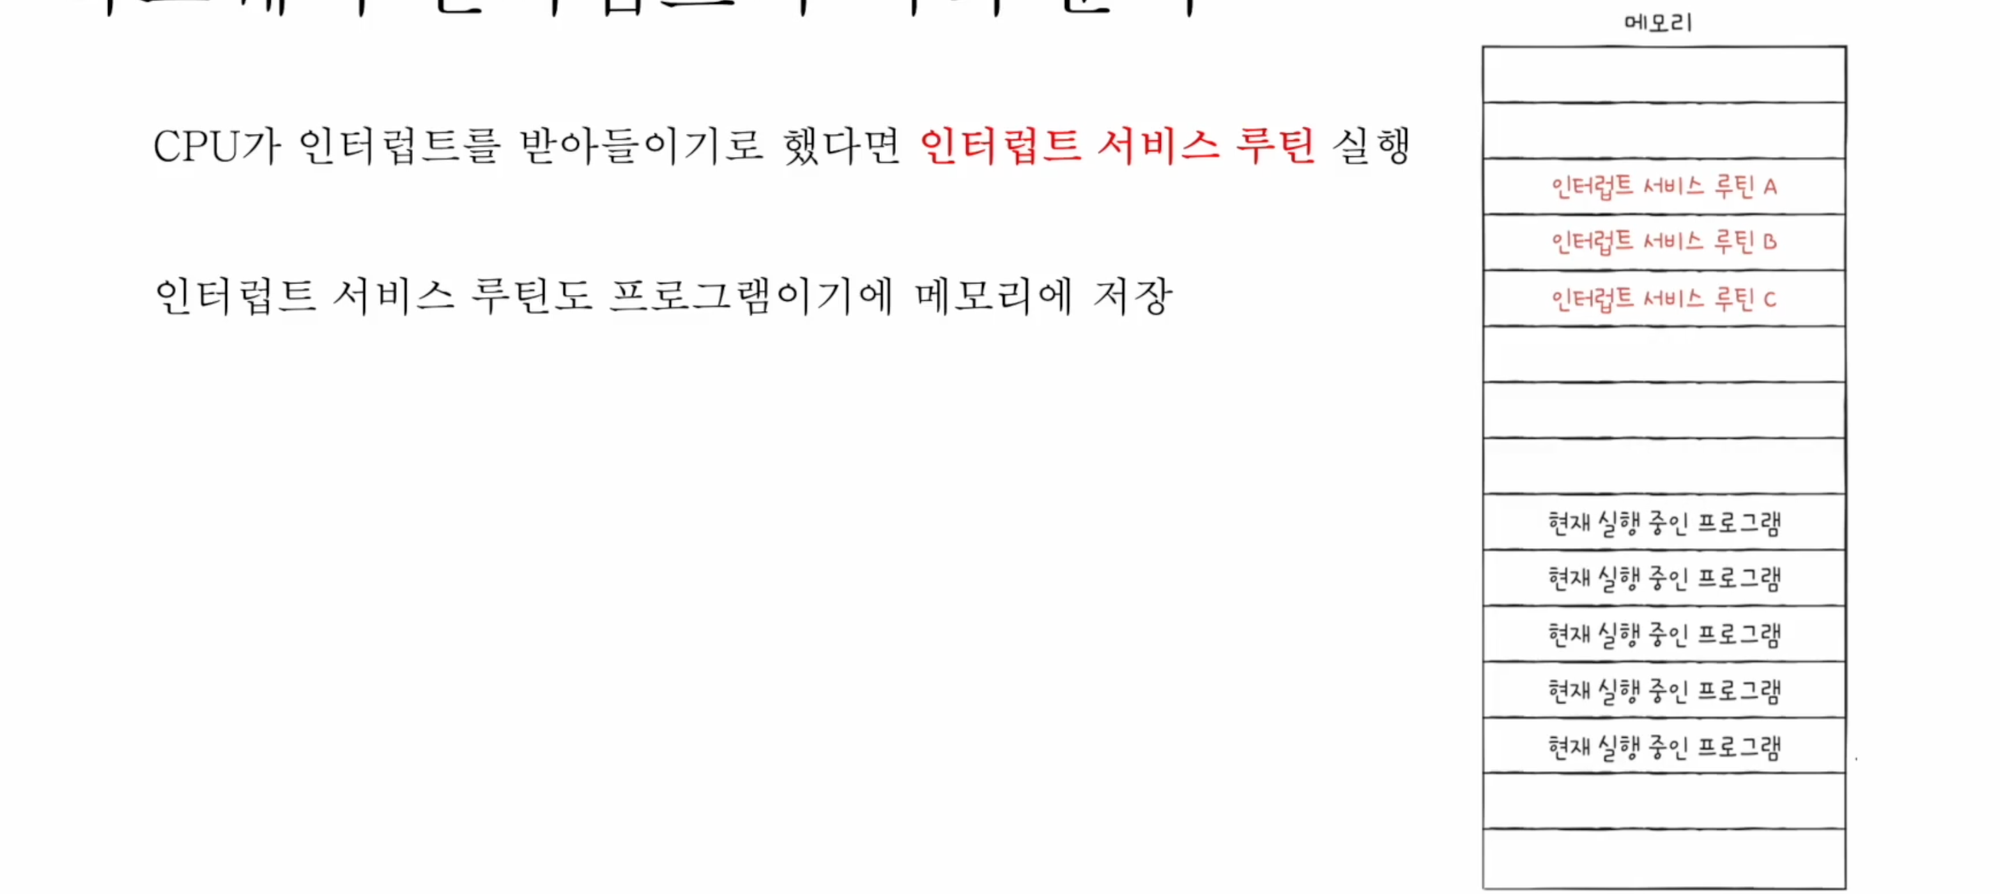 CPU가 인터럽트를 받아들이기로 했다면 인터럽트 서비스 루틴 실행
인터럽트 서비스 루틴도 프로그램이기에 메모리에 저장
메모리
인터럽트 서비스 루틴 A
인터럽트 서비스 루틴 B
인터럽트 서비스 루틴 C
현재 실행 중인 프로그램
현재 실행 중인 프로그램
현재 실행 중인 프로그램
현재 실행 중인 프로그램
현재 실행 중인 프로그램